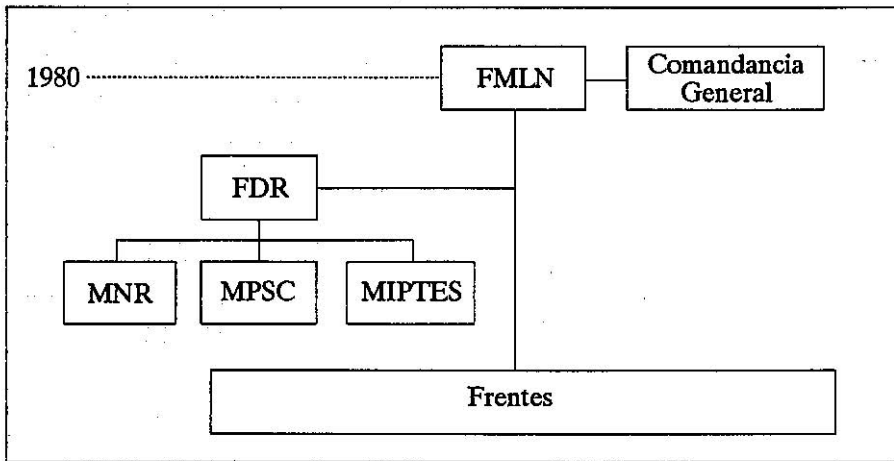 1980
FMLN
Comandancia
General
FDR
MNR
MPSC
MIPTES
Frentes